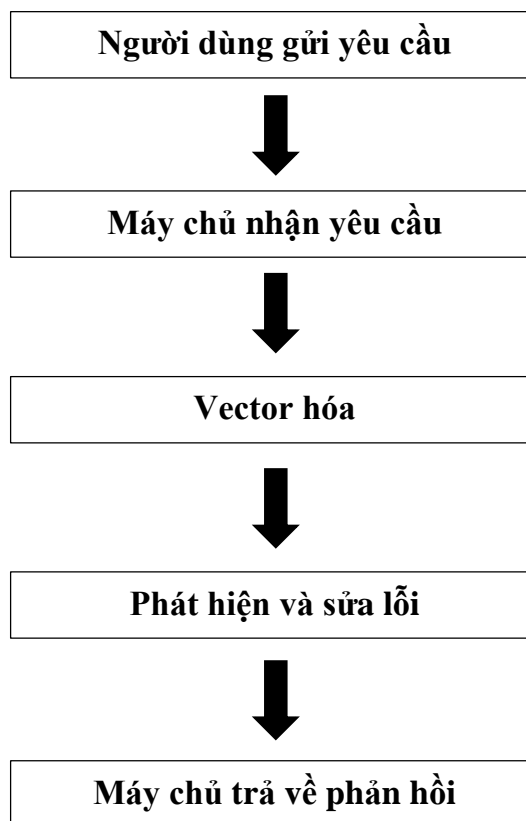 Người dùng gửi yêu cầu
Máy chủ nhận yêu cầu
Vector hóa
Phát hiện và sửa lỗi
Máy chủ trả về phản hồi